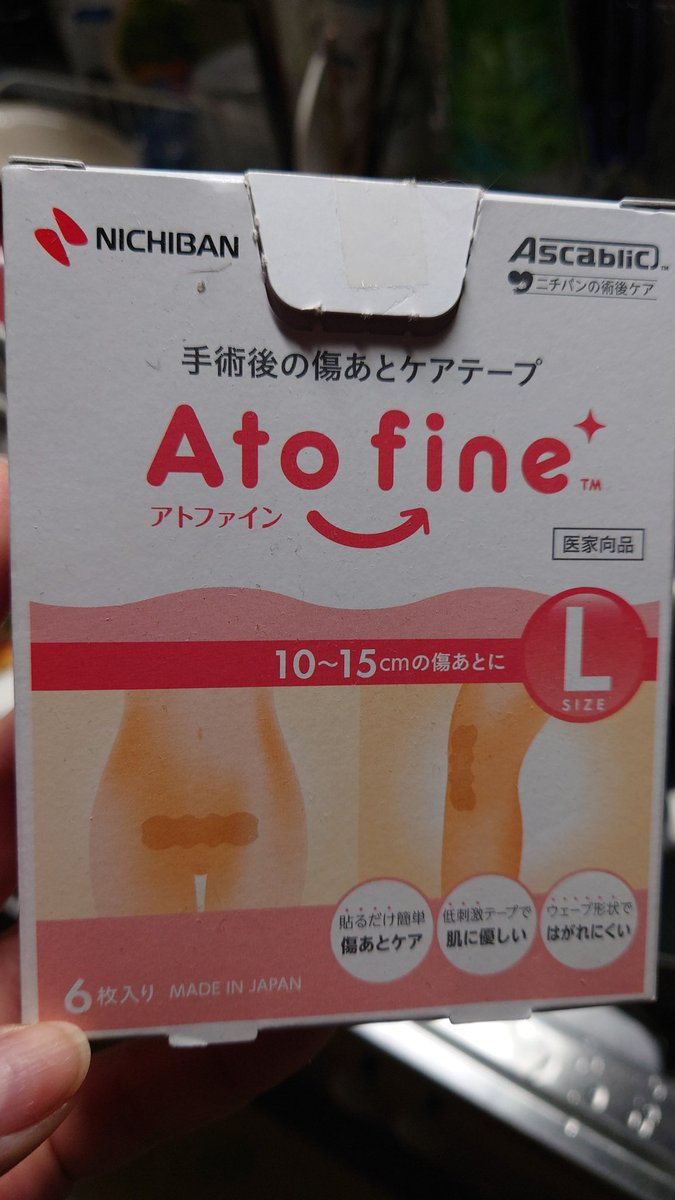 NICHIBAN
Ascablic™
ニチバンの術後ケア
手術後の傷あとケアテープ
Ato fine™
アトファイン
医家向品
10～15cmの傷あとに
L
SIZE
貼るだけ簡単
傷あとケア
低刺激テープで
肌に優しい
ウェーブ形状で
はがれにくい
6枚入り MADE IN JAPAN